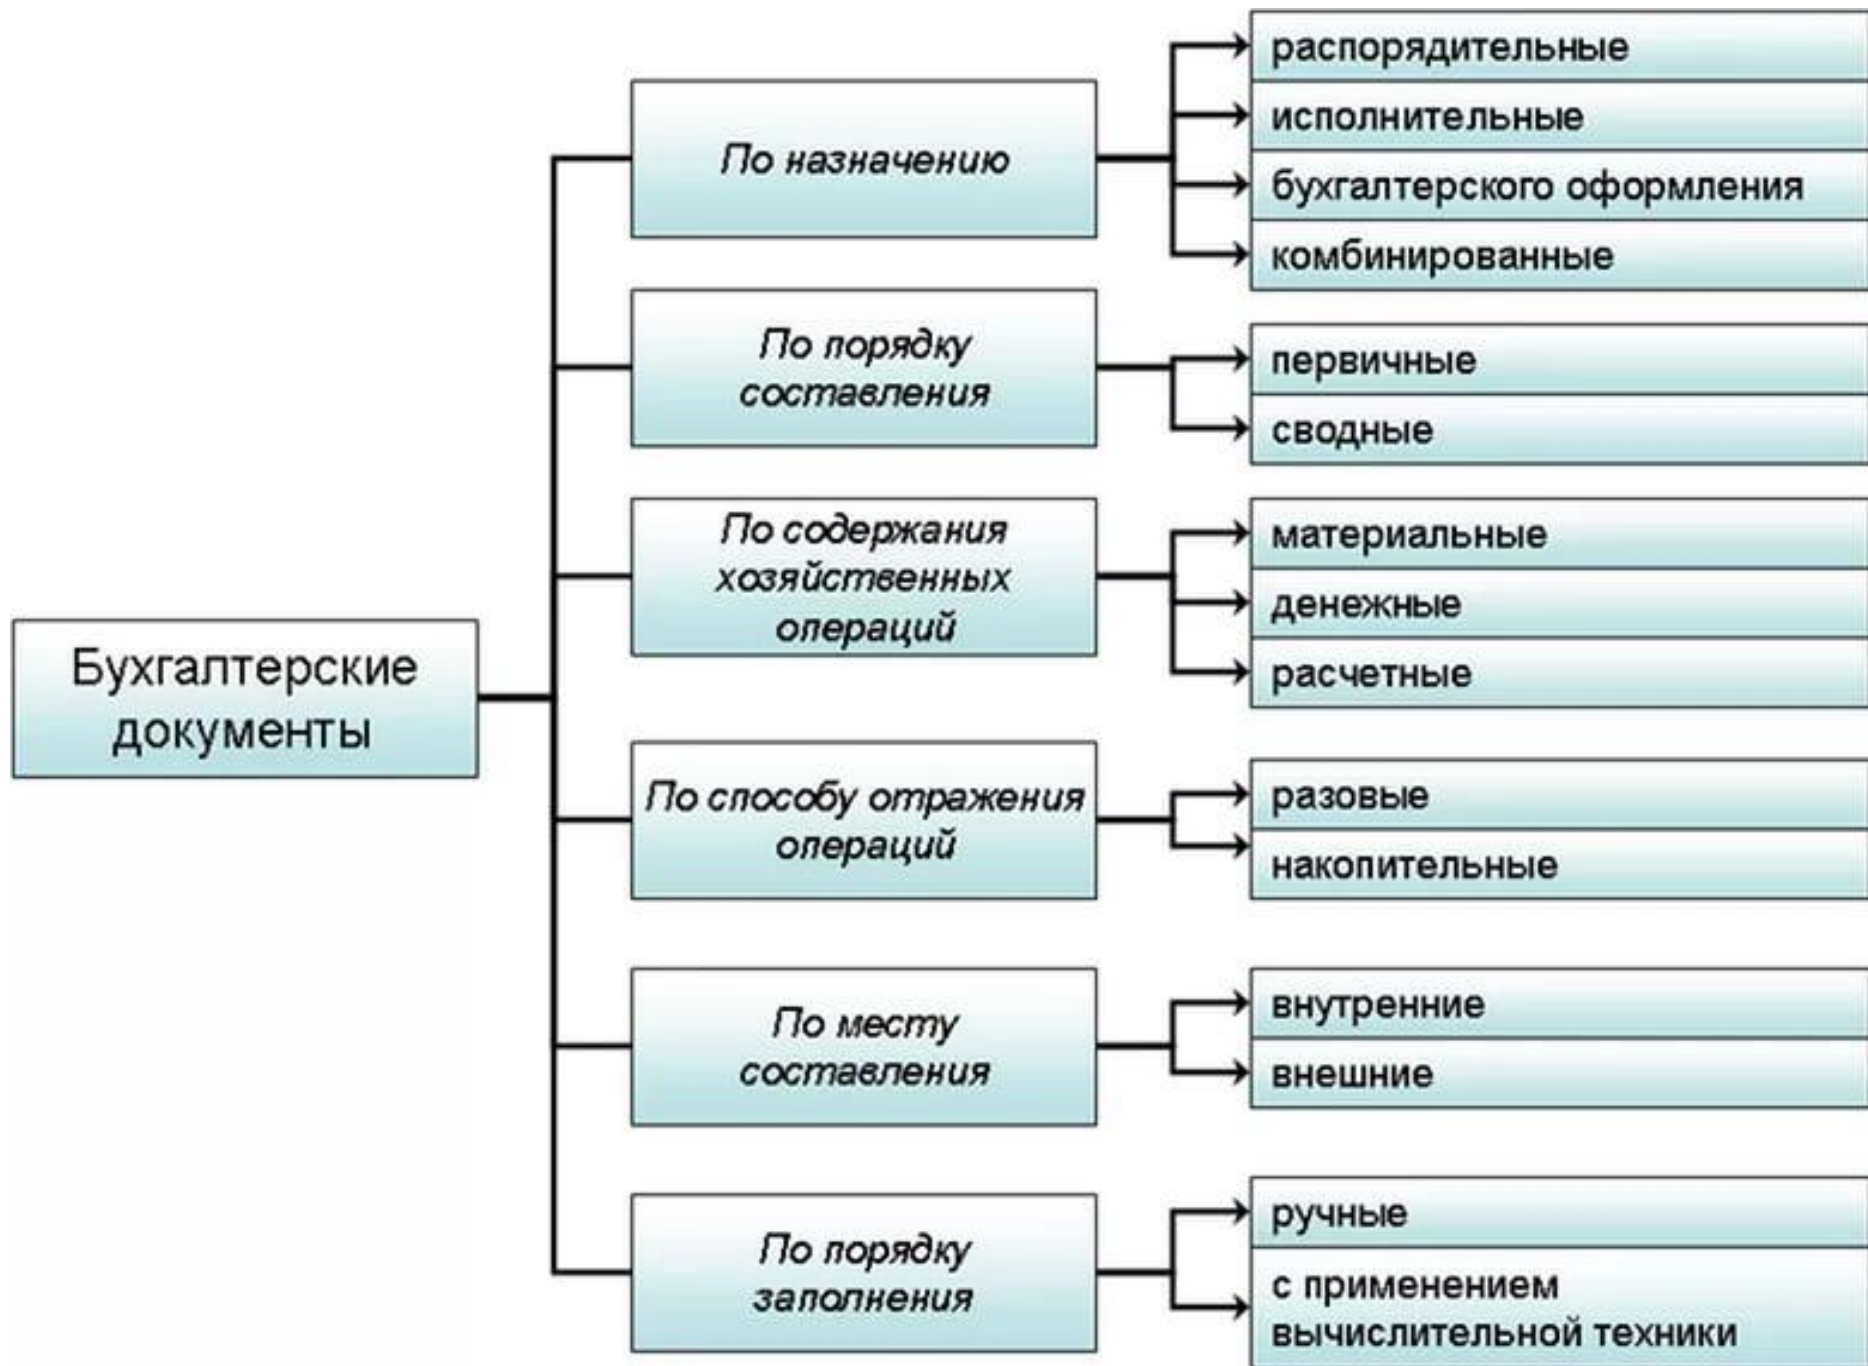 Бухгалтерские
документы
По назначению
распорядительные
исполнительные
бухгалтерского оформления
комбинированные
По порядку
составления
первичные
сводные
По содержания
хозяйственных
операций
материальные
денежные
расчетные
По способу отражения
операций
разовые
накопительные
По месту
составления
внутренние
внешние
По порядку
заполнения
ручные
с применением
вычислительной техники